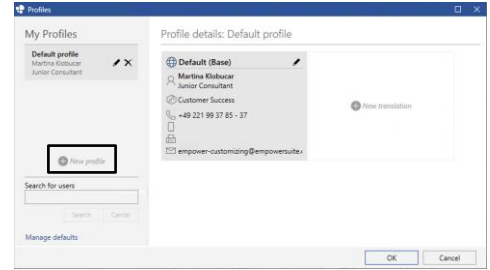 Profiles
My Profiles
Default profile
Martina Klobucar
Junior Consultant
New profile
Search for users
Search
Cancel
Manage defaults
Profile details: Default profile
Default (Base)
Martina Klobucar
Junior Consultant
Customer Success
+49 221 99 37 85 - 37
empower-customizing@empowersuite.
New translation
OK
Cancel